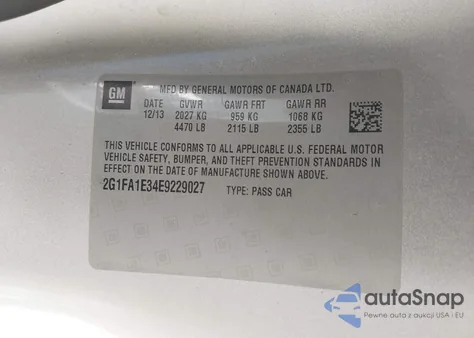 GM
MFD BY GENERAL MOTORS OF CANADA LTD.
DATE GVWR GAWR FRT GAWR RR
12/13 2027 KG 959 KG 1068 KG
4470 LB 2115 LB 2355 LB
THIS VEHICLE CONFORMS TO ALL APPLICABLE U.S. FEDERAL MOTOR
VEHICLE SAFETY, BUMPER, AND THEFT PREVENTION STANDARDS IN
EFFECT ON THE DATE OF MANUFACTURE SHOWN ABOVE.
2G1FA1E34E9229027 TYPE: PASS CAR
autoSnap
Pewne auta z aukcji USA i EU